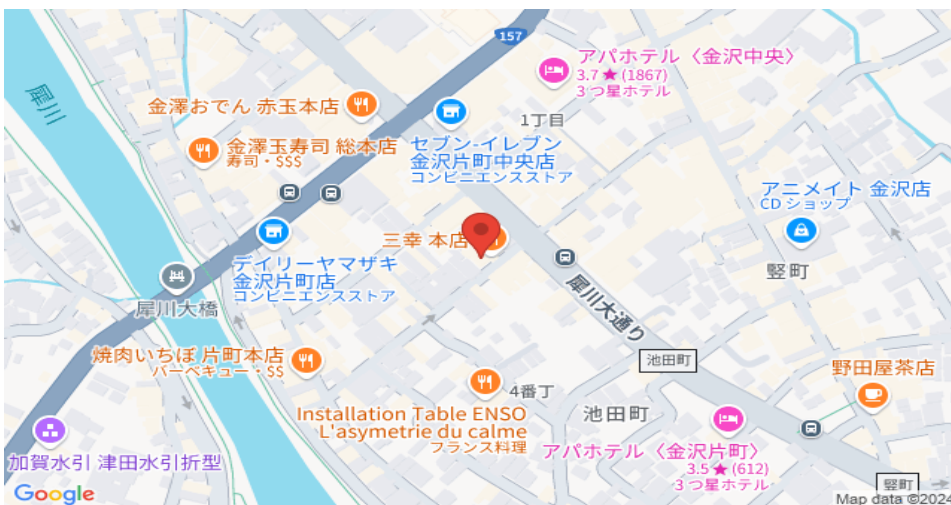 157
アパホテル〈金沢中央〉
3.7 ★ (1867)
3 つ星ホテル
犀川
金澤おでん 赤玉本店
1丁目
金澤玉寿司 総本店
寿司・$$$
セブン-イレブン
金沢片町中央店
コンビニエンスストア
アニメイト 金沢店
CD ショップ
三幸 本店
デイリーヤマザキ
金沢片町店
コンビニエンスストア
竪町
犀川大橋
犀川大通り
焼肉いちぼ 片町本店
バーベキュー・$$
池田町
野田屋茶店
4番丁
Installation Table ENSO
L'asymetrie du calme
フランス料理
池田町
アパホテル〈金沢片町〉
3.5 ★ (612)
3 つ星ホテル
加賀水引 津田水引折型
竪町
Google
Map data ©2024